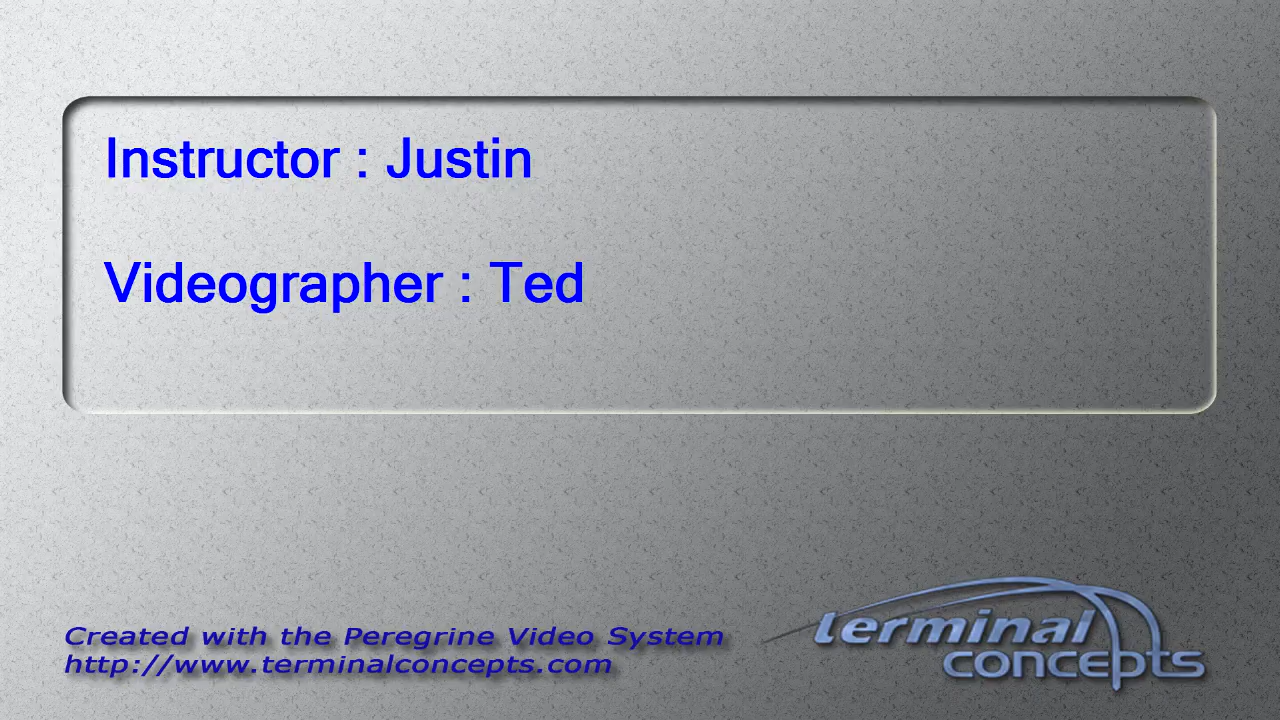 Instructor : Justin
Videographer : Ted
Created with the Peregrine Video System
http://www.terminalconcepts.com
terminal
concepts